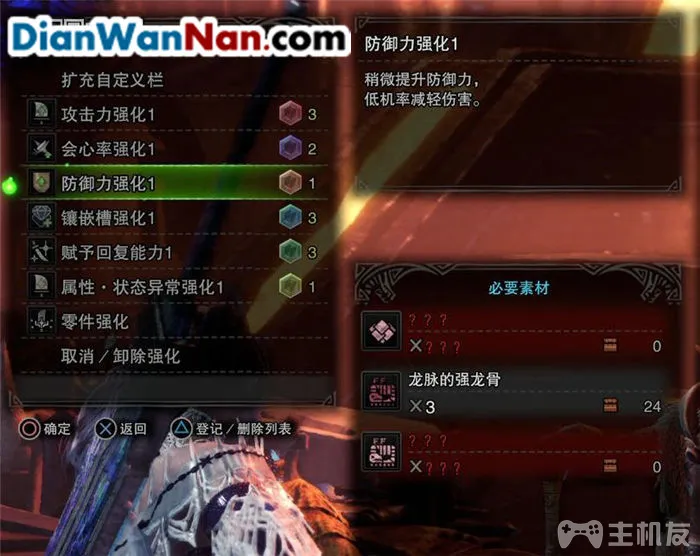 DianWanNan.com
扩充自定义栏
攻击力强化1 3
会心率强化1 2
防御力强化1 1
镶嵌槽强化1 3
赋予回复能力1 3
属性・状态异常强化1 1
零件强化
取消／卸除强化
确定 返回 登记／删除列表
防御力强化1
稍微提升防御力，
低机率减轻伤害。
必要素材
？？？
×？？？ 0
龙脉的强龙骨
×3 24
？？？
×？？？ 0
主机友